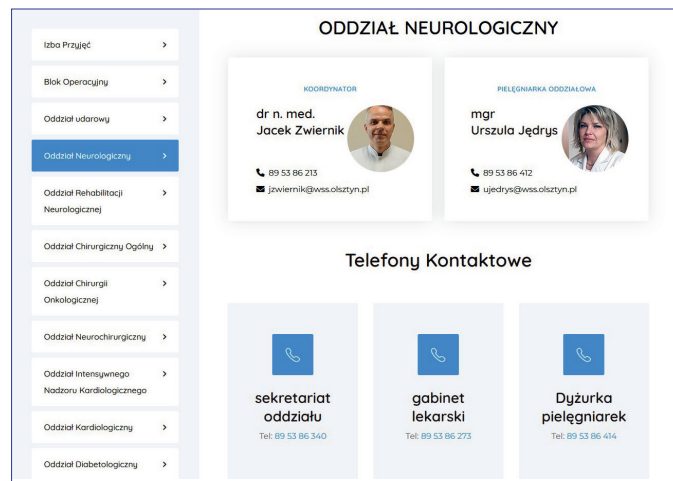 Izba Przyjęć
Blok Operacyjny
Oddział udarowy
Oddział Neurologiczny
Oddział Rehabilitacji
Neurologicznej
Oddział Chirurgiczny Ogólny
Oddział Chirurgii
Onkologicznej
Oddział Neurochirurgiczny
Oddział Intensywnego
Nadzoru Kardiologicznego
Oddział Kardiologiczny
Oddział Diabetologiczny
ODDZIAŁ NEUROLOGICZNY
KOORDYNATOR
dr n. med.
Jacek Zwiernik
89 53 86 213
jzwiernik@wss.olsztyn.pl
PIELĘGNIARKA ODDZIAŁOWA
mgr
Urszula Jędrys
89 53 86 412
ujedrys@wss.olsztyn.pl
Telefony Kontaktowe
sekretariat
oddziału
Tel: 89 53 86 340
gabinet
lekarski
Tel: 89 53 86 273
Dyżurka
pielęgniarek
Tel: 89 53 86 414